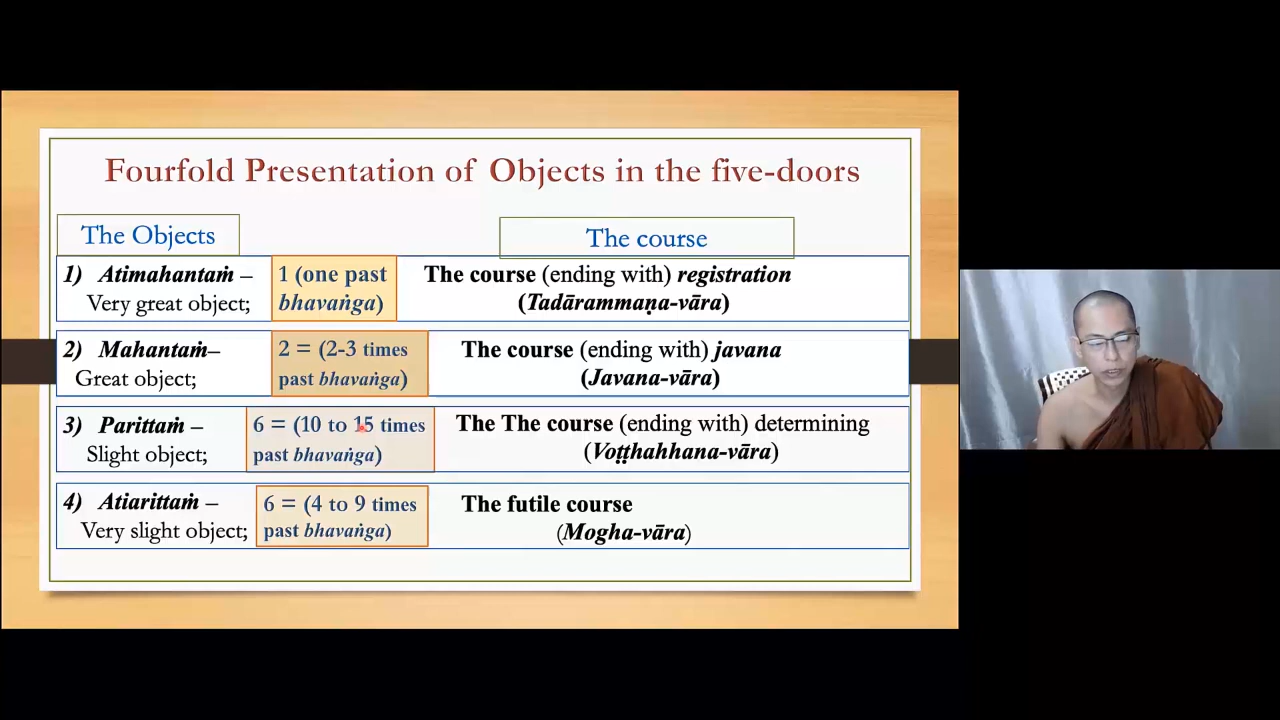 Fourfold Presentation of Objects in the five-doors
The Objects
The course
1) Atimahantaṁ –
Very great object;
1 (one past
bhavaṅga)
The course (ending with) registration
(Tadārammaṇa-vāra)
2) Mahantaṁ–
Great object;
2 = (2-3 times
past bhavaṅga)
The course (ending with) javana
(Javana-vāra)
3) Parittaṁ –
Slight object;
6 = (10 to 15 times
past bhavaṅga)
The The course (ending with) determining
(Voṭṭhahhana-vāra)
4) Atiarittaṁ –
Very slight object;
6 = (4 to 9 times
past bhavaṅga)
The futile course
(Mogha-vāra)